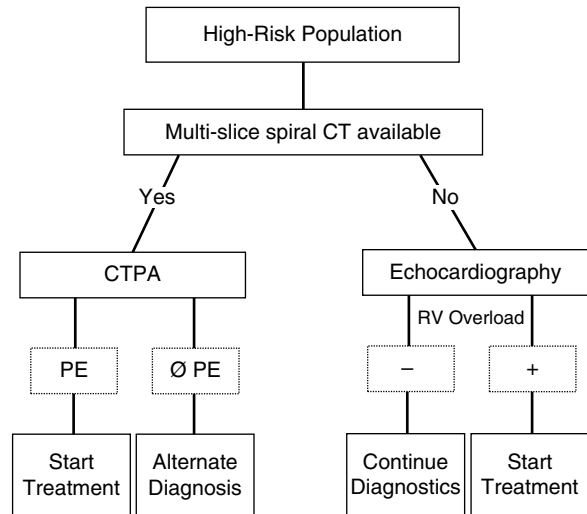 High-Risk Population
Multi-slice spiral CT available
Yes
No
CTPA
Echocardiography
RV Overload
PE
Ø PE
–
+
Start
Treatment
Alternate
Diagnosis
Continue
Diagnostics
Start
Treatment